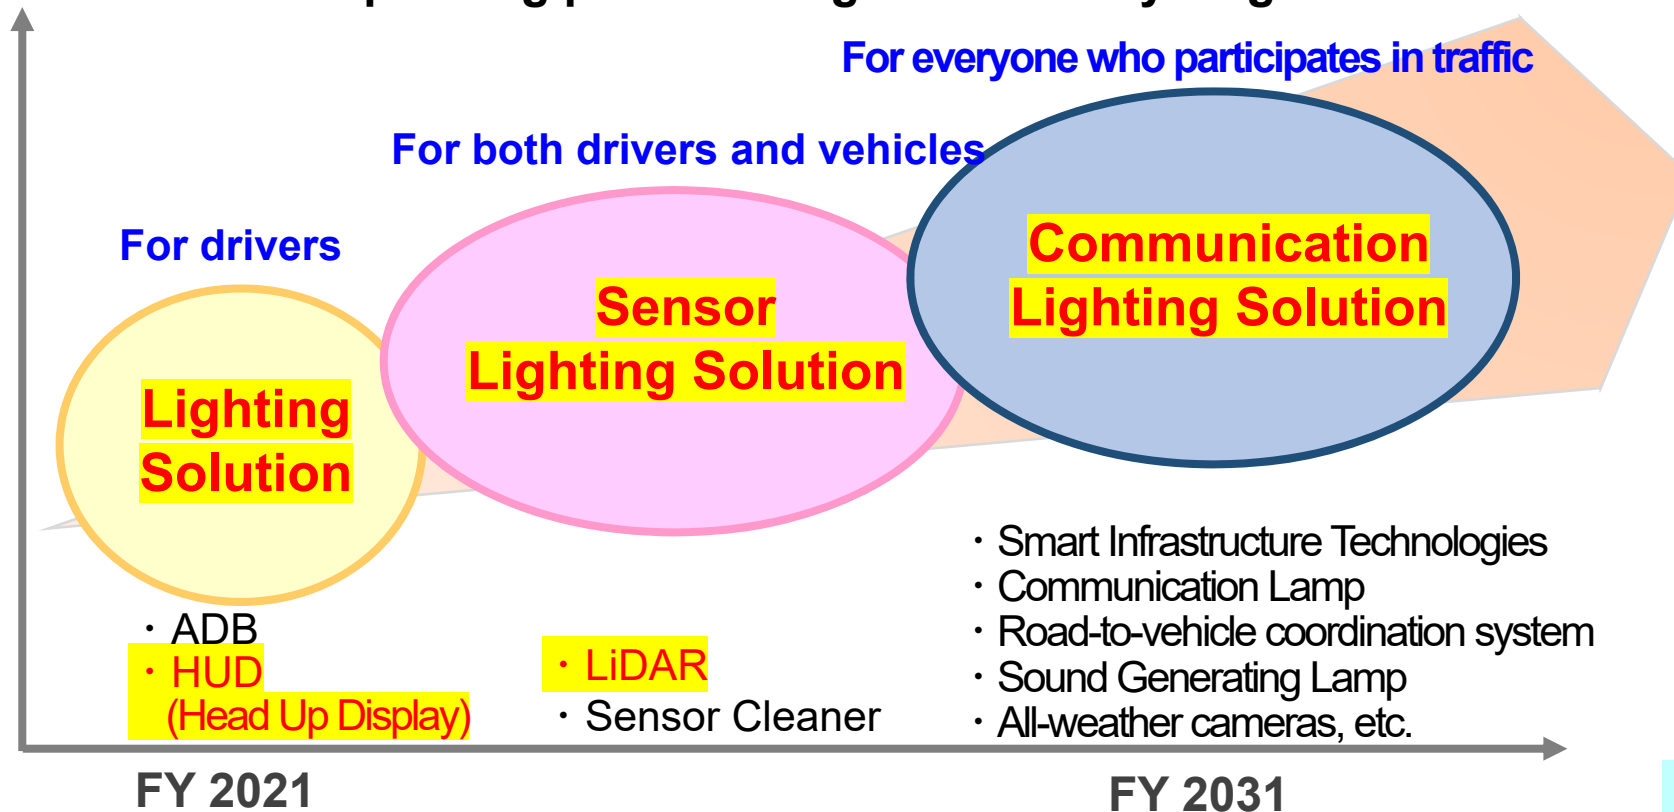 For everyone who participates in traffic
For both drivers and vehicles
For drivers
Communication
Lighting Solution
Sensor
Lighting Solution
Lighting
Solution
・ADB
・HUD
(Head Up Display)
・LiDAR
・Sensor Cleaner
・Smart Infrastructure Technologies
・Communication Lamp
・Road-to-vehicle coordination system
・Sound Generating Lamp
・All-weather cameras, etc.
FY 2021
FY 2031